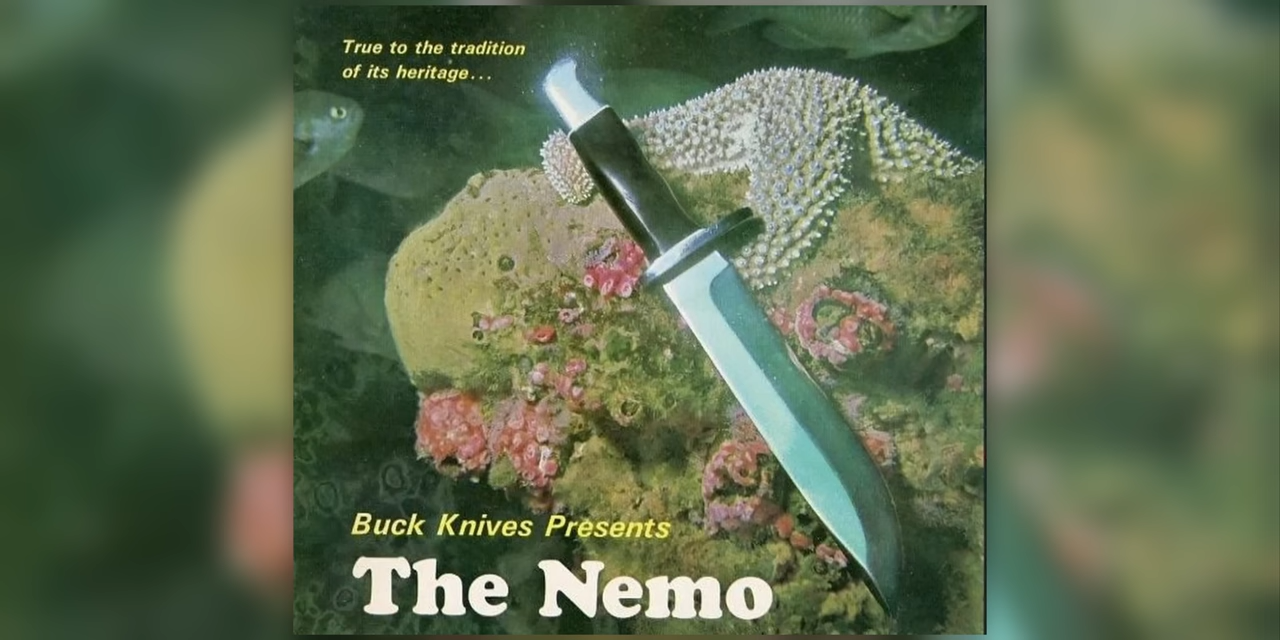 True to the tradition
of its heritage...
Buck Knives Presents
The Nemo